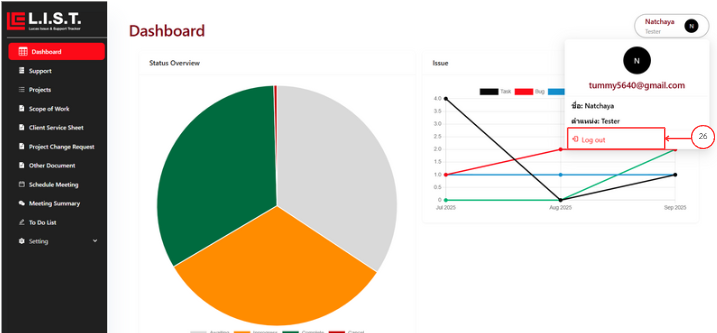 L.I.S.T.
Lucas Issue & Support Tracker
Dashboard
Support
Projects
Scope of Work
Client Service Sheet
Project Change Request
Other Document
Schedule Meeting
Meeting Summary
To Do List
Setting
Dashboard
Natchaya
Tester
N
N
tummy5640@gmail.com
ชื่อ: Natchaya
ตำแหน่ง: Tester
Log out
26
Status Overview
Issue
Task
Bug
4.0
3.5
3.0
2.5
2.0
1.5
1.0
0.5
0
Jul 2025
Aug 2025
Sep 2025